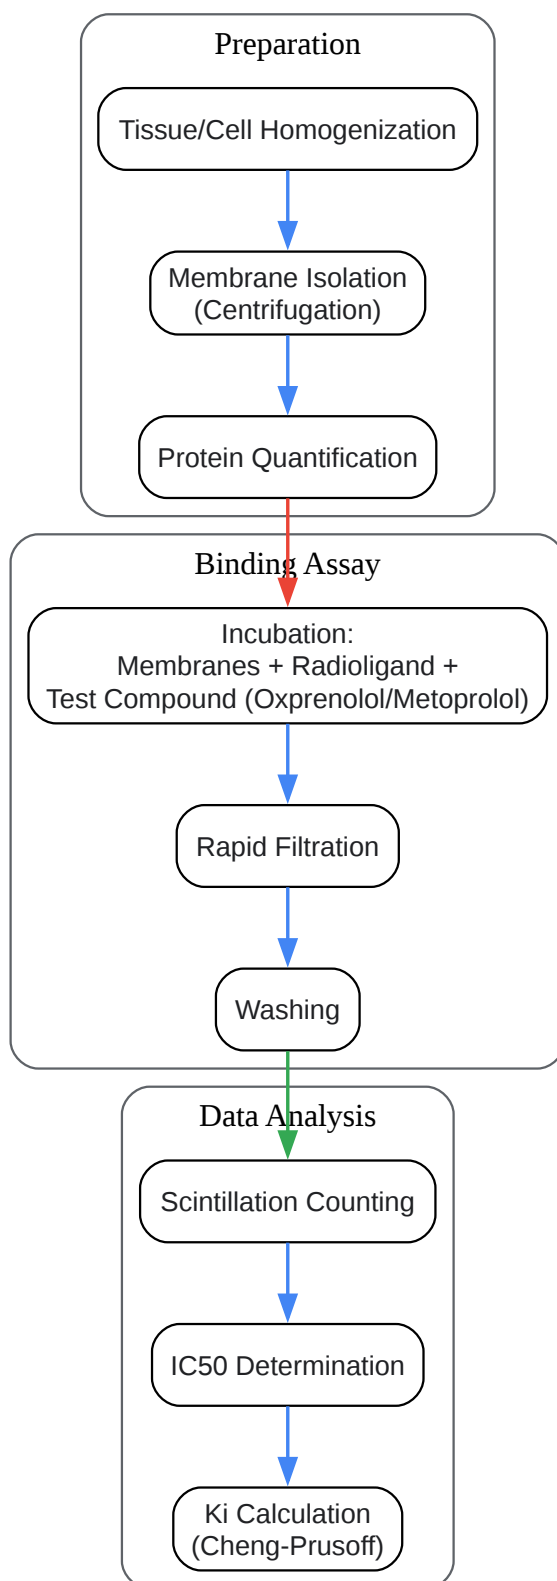 Preparation
Tissue/Cell Homogenization
Membrane Isolation
(Centrifugation)
Protein Quantification
Binding Assay
Incubation:
Membranes + Radioligand +
Test Compound (Oxprenolol/Metoprolol)
Rapid Filtration
Washing
Data Analysis
Scintillation Counting
IC50 Determination
Ki Calculation
(Cheng-Prusoff)